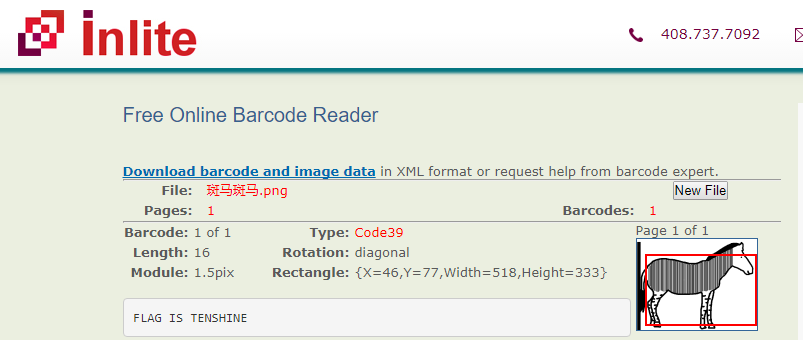 inlite
408.737.7092
Free Online Barcode Reader
Download barcode and image data in XML format or request help from barcode expert.
File: 斑马斑马.png New File
Pages: 1 Barcodes: 1
Barcode: 1 of 1 Type: Code39 Page 1 of 1
Length: 16 Rotation: diagonal
Module: 1.5pix Rectangle: {X=46,Y=77,Width=518,Height=333}
FLAG IS TENSHINE